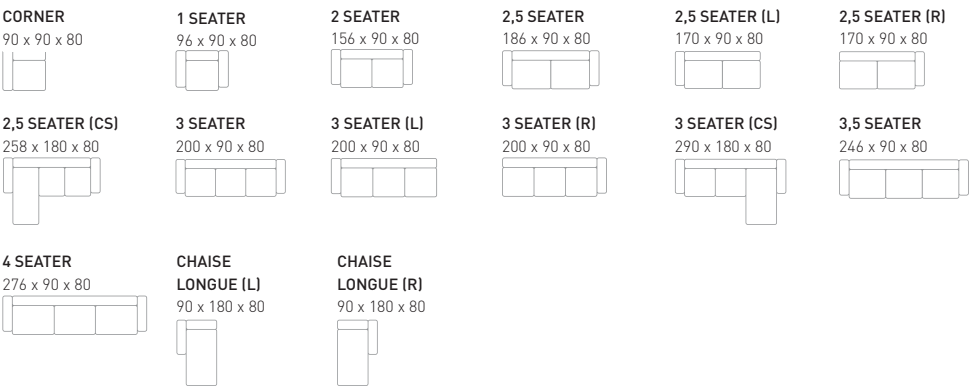 CORNER
90 x 90 x 80
1 SEATER
96 x 90 x 80
2 SEATER
156 x 90 x 80
2,5 SEATER
186 x 90 x 80
2,5 SEATER (L)
170 x 90 x 80
2,5 SEATER (R)
170 x 90 x 80
2,5 SEATER (CS)
258 x 180 x 80
3 SEATER
200 x 90 x 80
3 SEATER (L)
200 x 90 x 80
3 SEATER (R)
200 x 90 x 80
3 SEATER (CS)
290 x 180 x 80
3,5 SEATER
246 x 90 x 80
4 SEATER
276 x 90 x 80
CHAISE
LONGUE (L)
90 x 180 x 80
CHAISE
LONGUE (R)
90 x 180 x 80